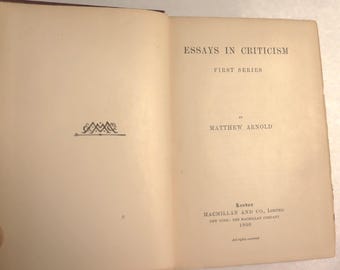 ESSAYS IN CRITICISM
FIRST SERIES
BY
MATTHEW ARNOLD
London
MACMILLAN AND CO., LIMITED
NEW YORK: THE MACMILLAN COMPANY
All rights reserved